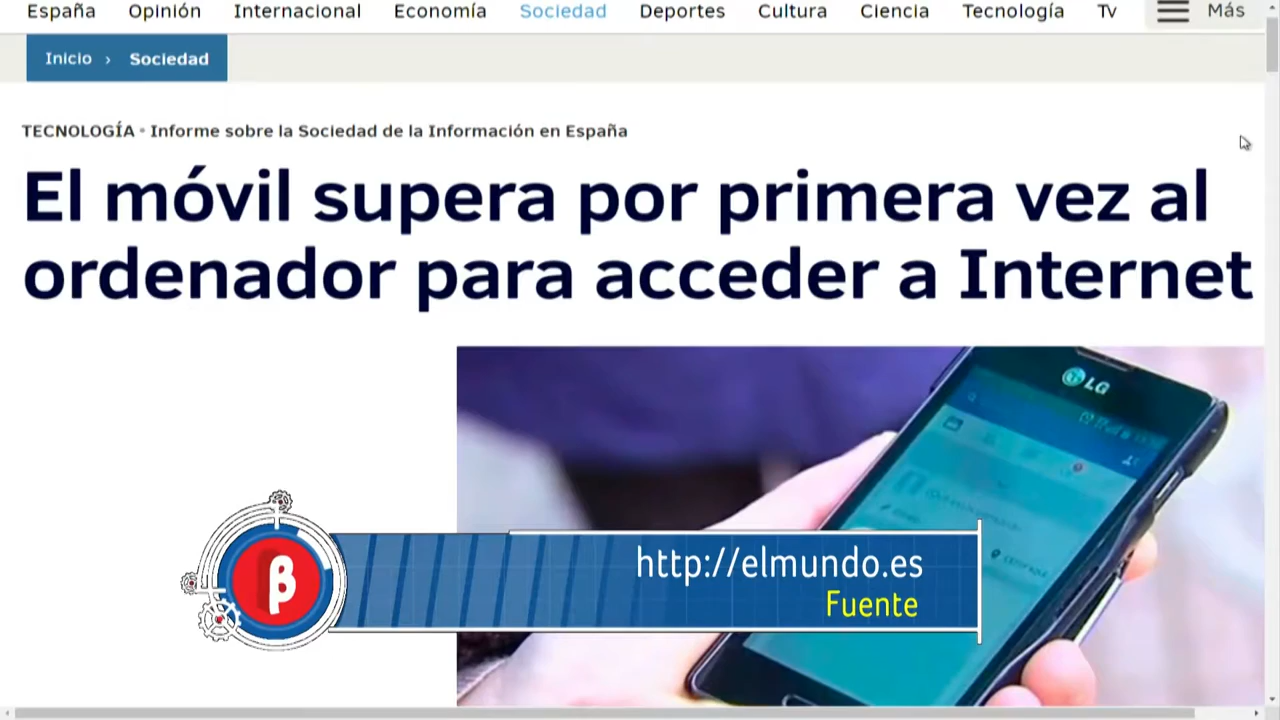 España Opinión Internacional Economía Sociedad Deportes Cultura Ciencia Tecnología Tv Más
Inicio › Sociedad
TECNOLOGÍA • Informe sobre la Sociedad de la Información en España
El móvil supera por primera vez al
ordenador para acceder a Internet
LG
β
http://elmundo.es
Fuente